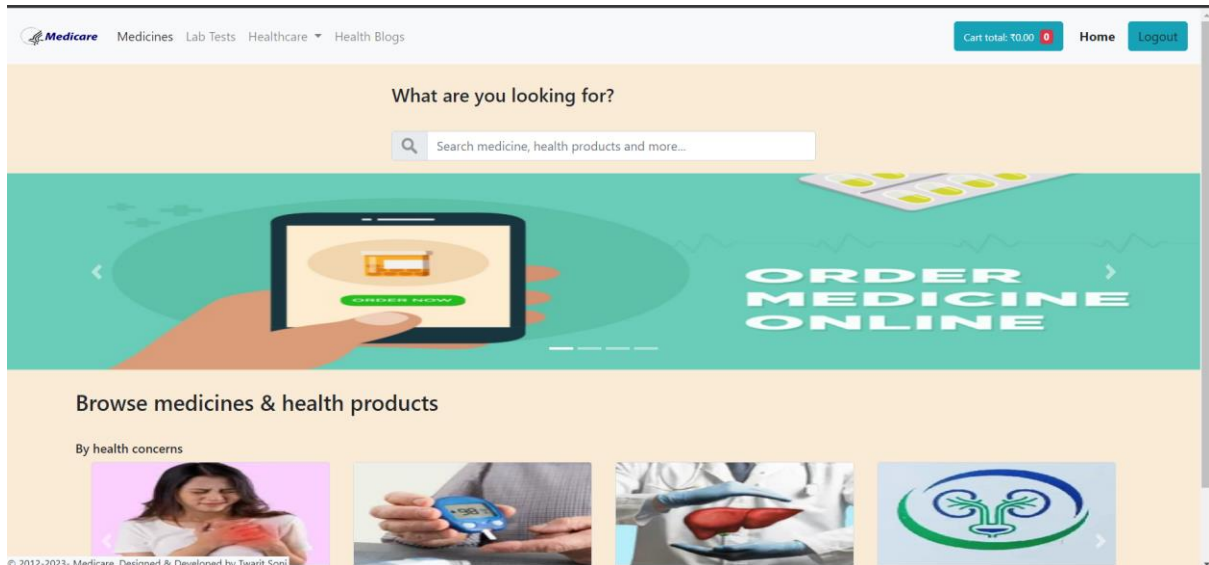 Medicare Medicines Lab Tests Healthcare Health Blogs Cart total: ₹0.00 0 Home Logout
What are you looking for?
Search medicine, health products and more...
ORDER NOW
ORDER
MEDICINE
ONLINE
Browse medicines & health products
By health concerns
98
© 2012-2023- Medicare. Designed & Developed by Twarit Soni